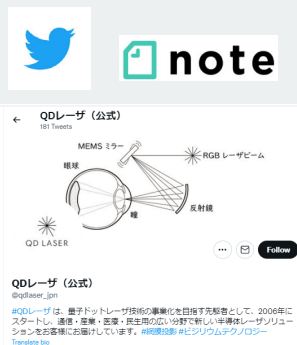 note
QDレーザ（公式）
181 Tweets
MEMS ミラー
RGB レーザビーム
眼球
瞳
反射鏡
QD LASER
Follow
QDレーザ（公式）
@qdlaser_jpn
#QDレーザ は、量子ドットレーザ技術の事業化を目指す先駆者として、2006年に
スタートし、通信・産業・医療・民生用の広い分野で新しい半導体レーザソリュー
ションをお客様にお届けしています。#網膜投影 #ビジリウムテクノロジー
Translate bio